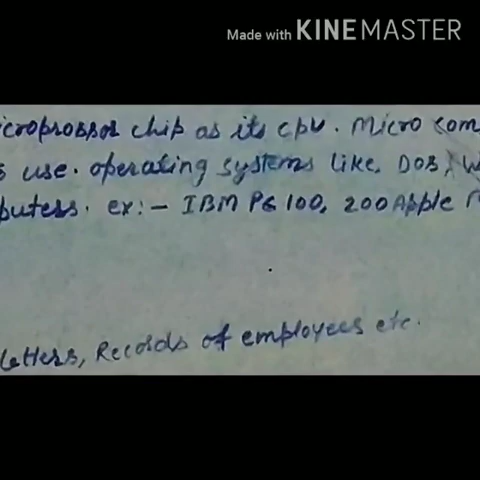 Made with KINEMASTER
icroprossor chip as its cpu. Micro com
s use. operating systems like, DOS, W
puters. ex:- IBM PC 100, 200 Apple
letters, Records of employees etc.